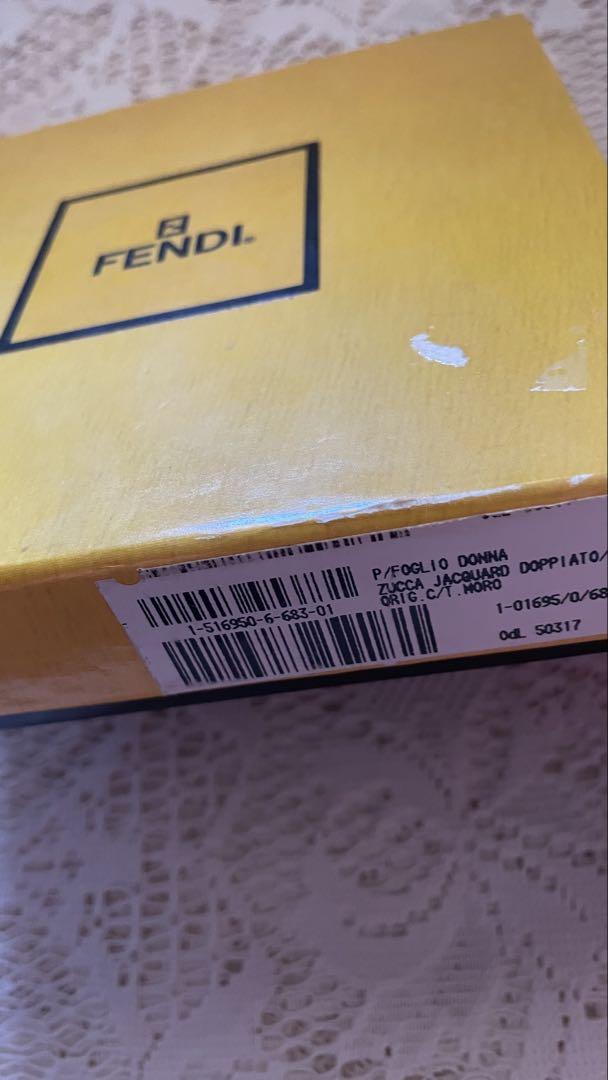 FENDI®
P/FOGLIO DONNA
ZUCCA JACQUARD DOPPIATO/
ORIG.C/T.MORO
1-516950-6-683-01
1-01695/0/68
OdL 50317